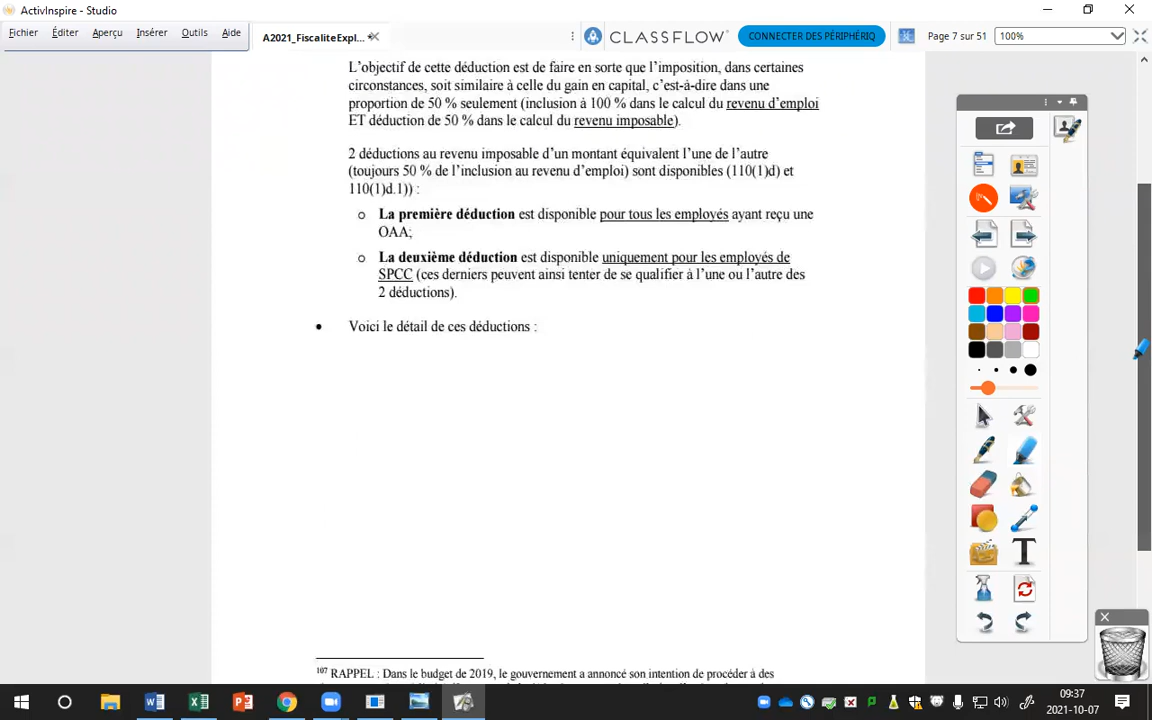 ActivInspire - Studio
Fichier Éditer Aperçu Insérer Outils Aide
A2021_FiscaliteExpl...
CLASSFLOW
CONNECTER DES PÉRIPHÉRIQ
Page 7 sur 51
100%
L'objectif de cette déduction est de faire en sorte que l'imposition, dans certaines
circonstances, soit similaire à celle du gain en capital, c'est-à-dire dans une
proportion de 50 % seulement (inclusion à 100 % dans le calcul du revenu d'emploi
ET déduction de 50 % dans le calcul du revenu imposable).
2 déductions au revenu imposable d'un montant équivalent l'une de l'autre
(toujours 50 % de l'inclusion au revenu d'emploi) sont disponibles (110(1)d) et
110(1)d.1)) :
o La première déduction est disponible pour tous les employés ayant reçu une
OAA;
o La deuxième déduction est disponible uniquement pour les employés de
SPCC (ces derniers peuvent ainsi tenter de se qualifier à l'une ou l'autre des
2 déductions).
• Voici le détail de ces déductions :
107 RAPPEL : Dans le budget de 2019, le gouvernement a annoncé son intention de procéder à des
09:37
2021-10-07